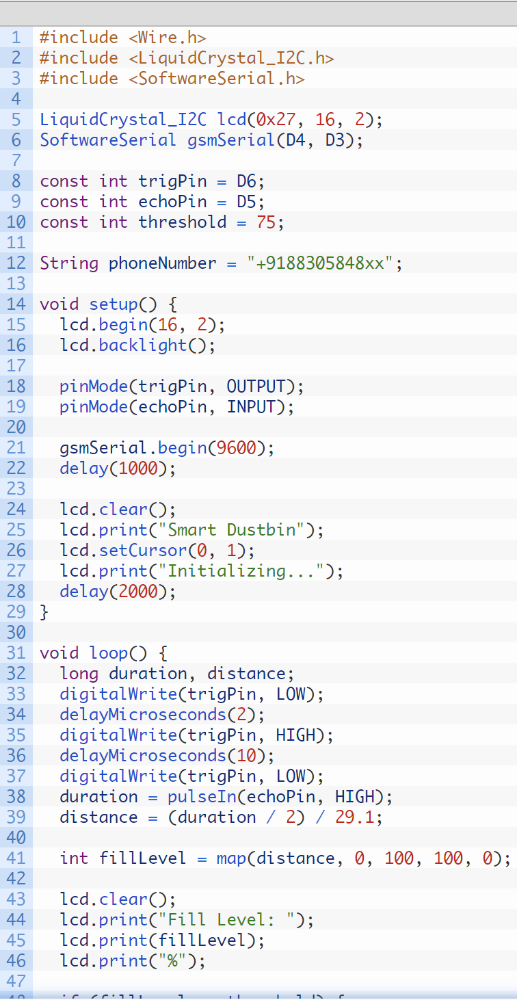 1 #include <Wire.h>
2 #include <LiquidCrystal_I2C.h>
3 #include <SoftwareSerial.h>
4
5 LiquidCrystal_I2C lcd(0x27, 16, 2);
6 SoftwareSerial gsmSerial(D4, D3);
7
8 const int trigPin = D6;
9 const int echoPin = D5;
10 const int threshold = 75;
11
12 String phoneNumber = "+9188305848xx";
13
14 void setup() {
15   lcd.begin(16, 2);
16   lcd.backlight();
17
18   pinMode(trigPin, OUTPUT);
19   pinMode(echoPin, INPUT);
20
21   gsmSerial.begin(9600);
22   delay(1000);
23
24   lcd.clear();
25   lcd.print("Smart Dustbin");
26   lcd.setCursor(0, 1);
27   lcd.print("Initializing...");
28   delay(2000);
29 }
30
31 void loop() {
32   long duration, distance;
33   digitalWrite(trigPin, LOW);
34   delayMicroseconds(2);
35   digitalWrite(trigPin, HIGH);
36   delayMicroseconds(10);
37   digitalWrite(trigPin, LOW);
38   duration = pulseIn(echoPin, HIGH);
39   distance = (duration / 2) / 29.1;
40
41   int fillLevel = map(distance, 0, 100, 100, 0);
42
43   lcd.clear();
44   lcd.print("Fill Level: ");
45   lcd.print(fillLevel);
46   lcd.print("%");
47